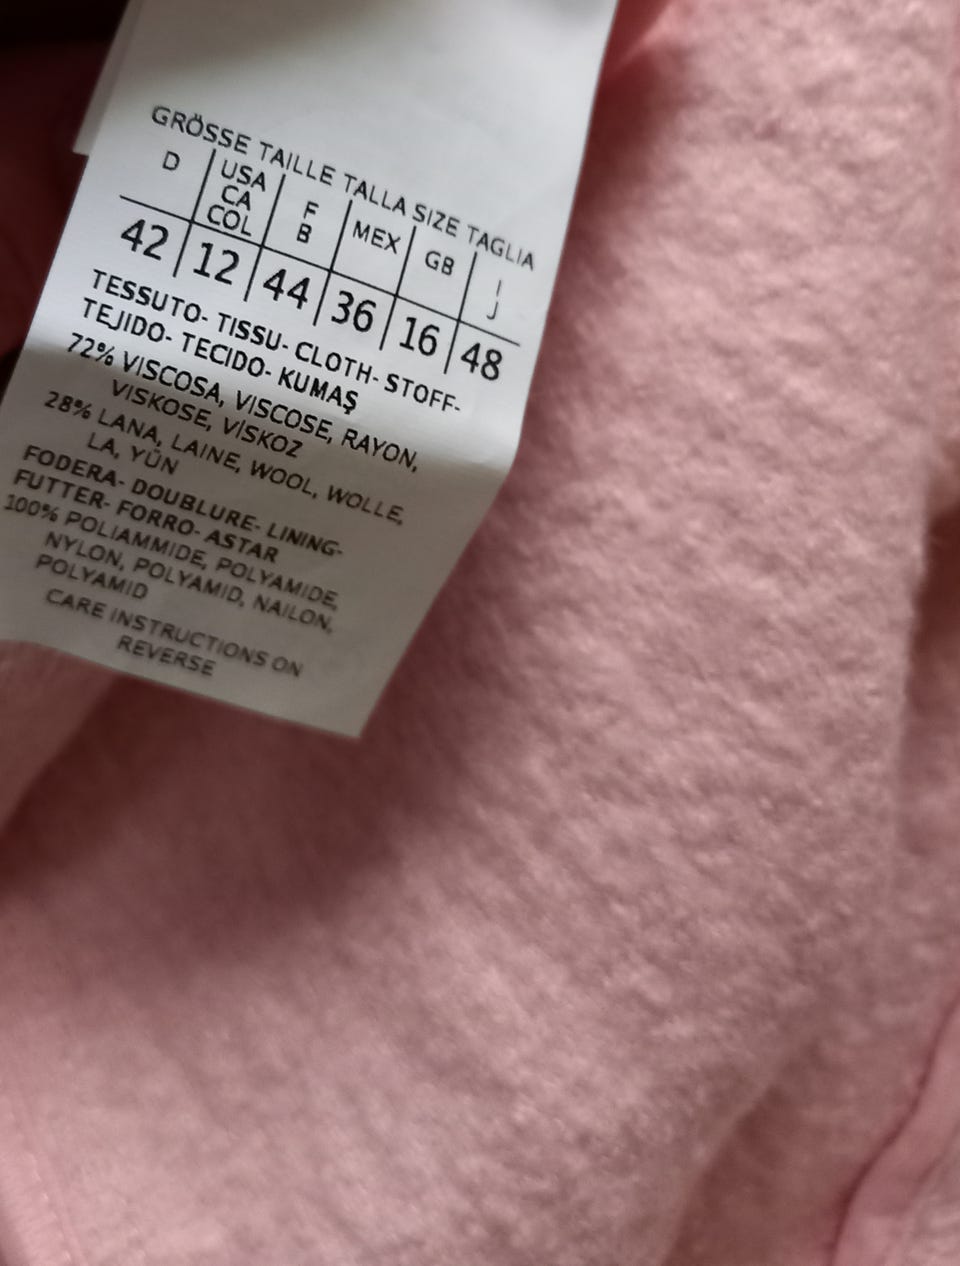 GRÖSSE TAILLE TALLA SIZE TAGLIA
D USA CA COL F B MEX GB I J
42 12 44 36 16 48
TESSUTO- TISSU- CLOTH- STOFF-
TEJIDO- TECIDO- KUMAŞ
72% VISCOSA, VISCOSE, RAYON,
VISKOSE, VİSKOZ
28% LANA, LAINE, WOOL, WOLLE,
LA, YÜN
FODERA- DOUBLURE- LINING-
FUTTER- FORRO- ASTAR
100% POLIAMMIDE, POLYAMIDE,
NYLON, POLYAMID, NAILON,
POLYAMID
CARE INSTRUCTIONS ON
REVERSE